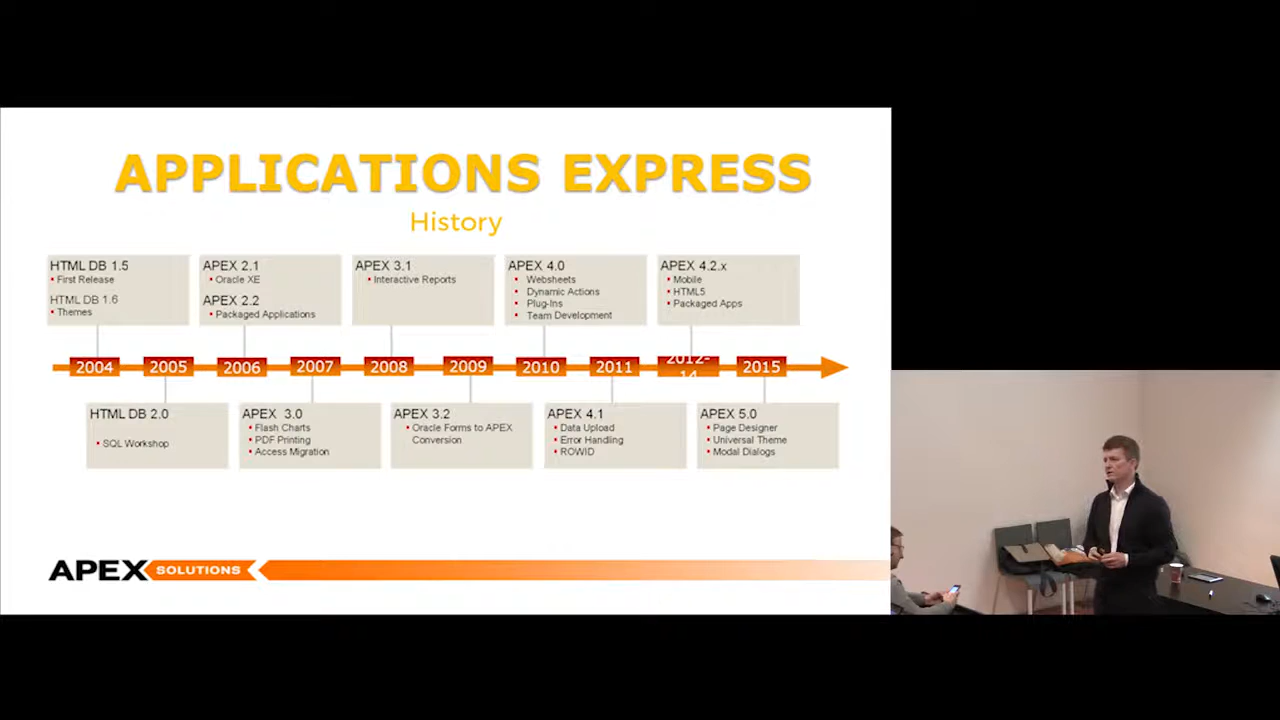 APPLICATIONS EXPRESS
History
HTML DB 1.5
First Release
HTML DB 1.6
Themes
APEX 2.1
Oracle XE
APEX 2.2
Packaged Applications
APEX 3.1
Interactive Reports
APEX 4.0
Websheets
Dynamic Actions
Plug-Ins
Team Development
APEX 4.2.x
Mobile
HTML5
Packaged Apps
2004
2005
2006
2007
2008
2009
2010
2011
2012-
14
2015
HTML DB 2.0
SQL Workshop
APEX 3.0
Flash Charts
PDF Printing
Access Migration
APEX 3.2
Oracle Forms to APEX
Conversion
APEX 4.1
Data Upload
Error Handling
ROWID
APEX 5.0
Page Designer
Universal Theme
Modal Dialogs
APEX SOLUTIONS